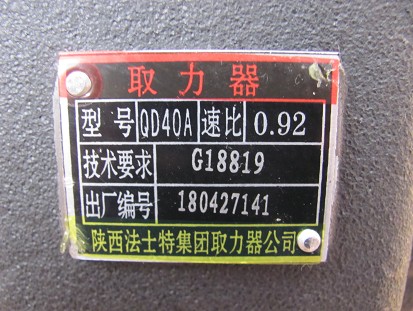 取力器
型号 QD40A 速比 0.92
技术要求 G18819
出厂编号 180427141
陕西法士特集团取力器公司